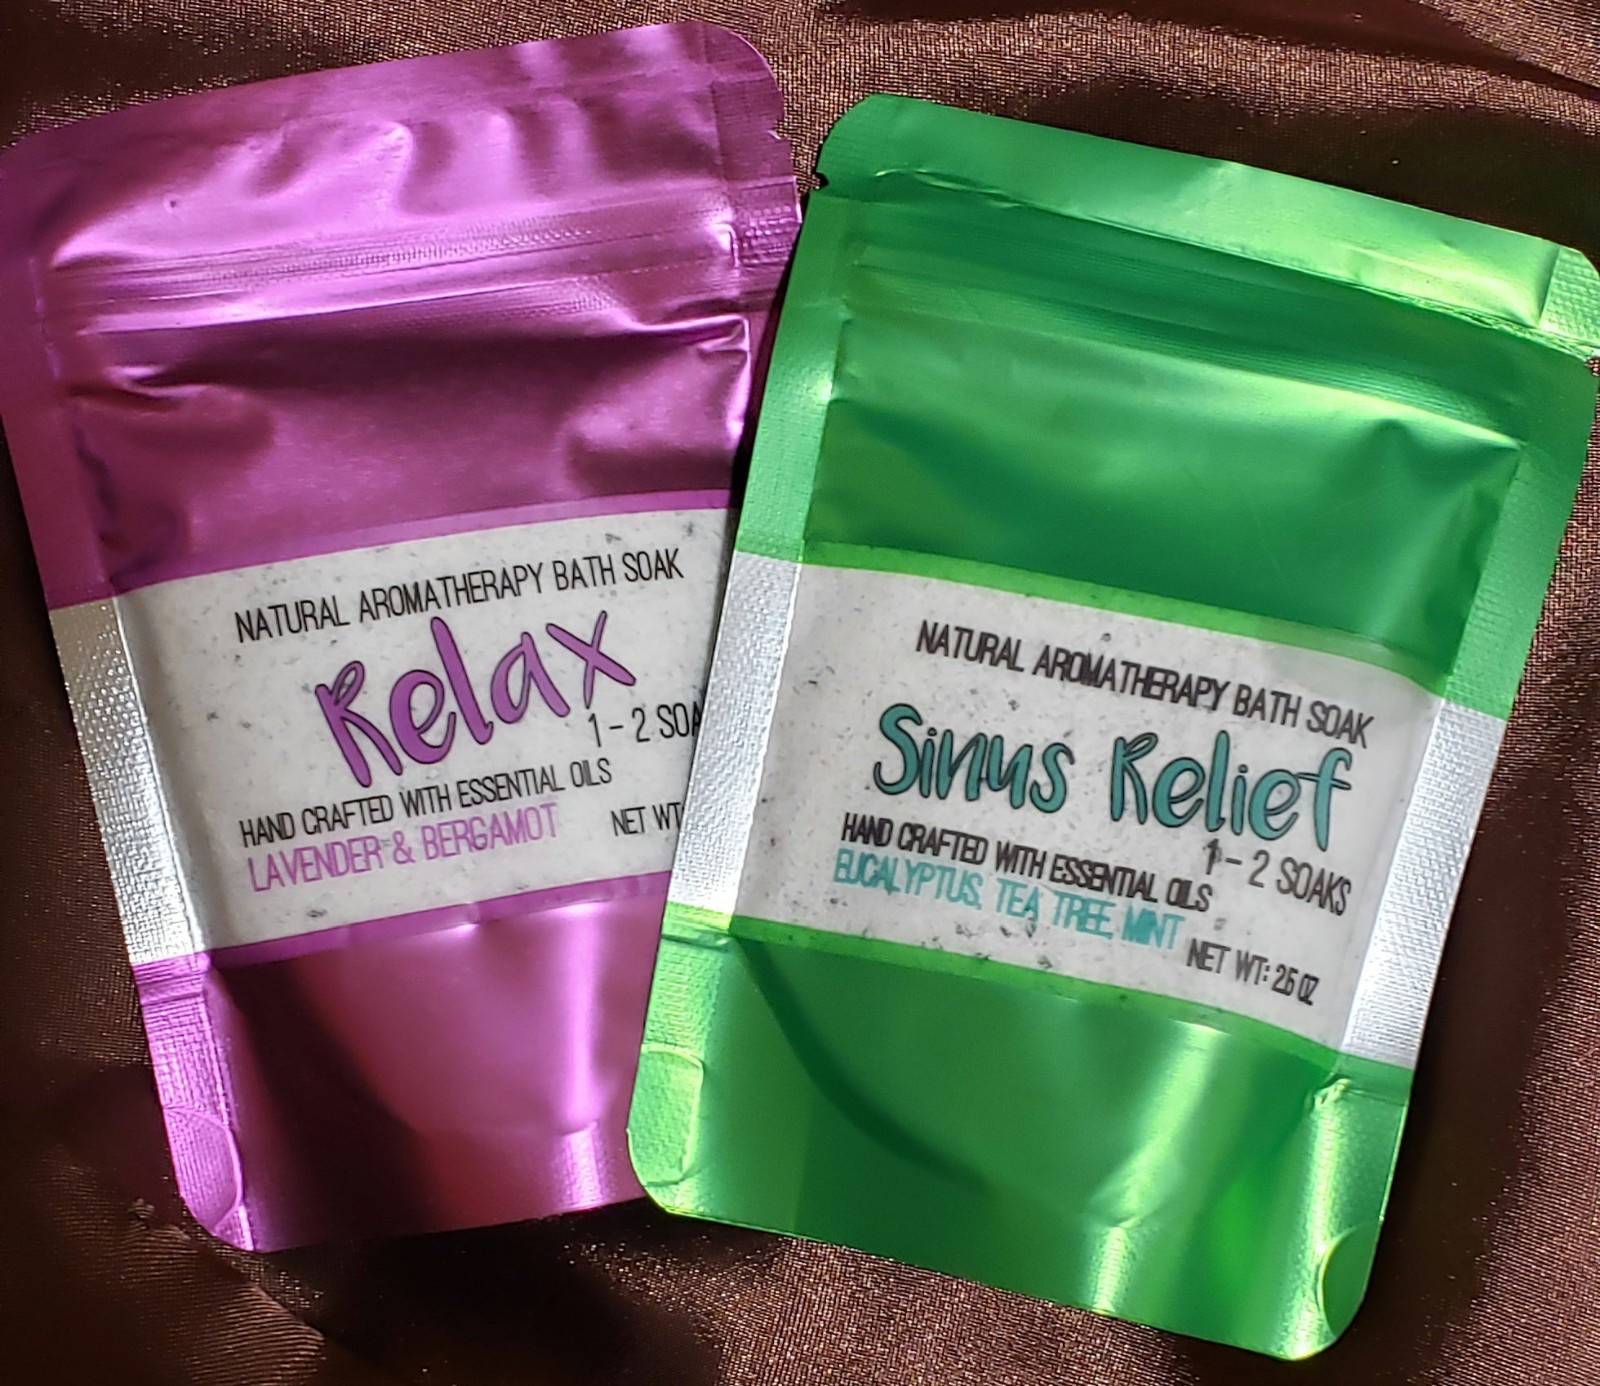 NATURAL AROMATHERAPY BATH SOAK
Relax
1 - 2 SOA
HAND CRAFTED WITH ESSENTIAL OILS
LAVENDER & BERGAMOT
NET WT
NATURAL AROMATHERAPY BATH SOAK
Sinus Relief
1 - 2 SOAKS
HAND CRAFTED WITH ESSENTIAL OILS
EUCALYPTUS, TEA TREE, MINT
NET WT: 2.5 OZ